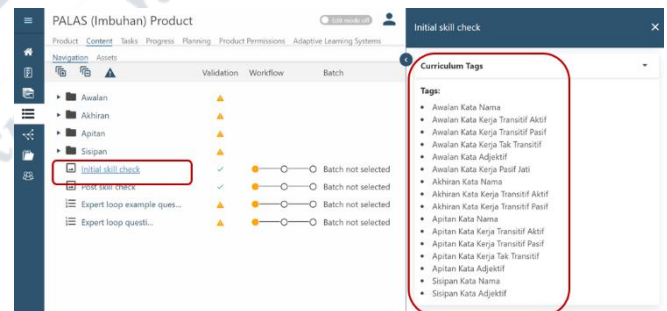 PALAS (Imbuhan) Product
Edit mode off
Product Content Tasks Progress Planning Product Permissions Adaptive Learning Systems
Navigation Assets
Validation Workflow Batch
Awalan
Akhiran
Apitan
Sisipan
Initial skill check Batch not selected
Post skill check Batch not selected
Expert loop example ques... Batch not selected
Expert loop questi... Batch not selected
Initial skill check
Curriculum Tags
Tags:
Awalan Kata Nama
Awalan Kata Kerja Transitif Aktif
Awalan Kata Kerja Transitif Pasif
Awalan Kata Kerja Tak Transitif
Awalan Kata Adjektif
Awalan Kata Kerja Pasif Jati
Akhiran Kata Nama
Akhiran Kata Kerja Transitif Aktif
Akhiran Kata Kerja Transitif Pasif
Apitan Kata Nama
Apitan Kata Kerja Transitif Aktif
Apitan Kata Kerja Transitif Pasif
Apitan Kata Kerja Tak Transitif
Apitan Kata Adjektif
Sisipan Kata Nama
Sisipan Kata Adjektif